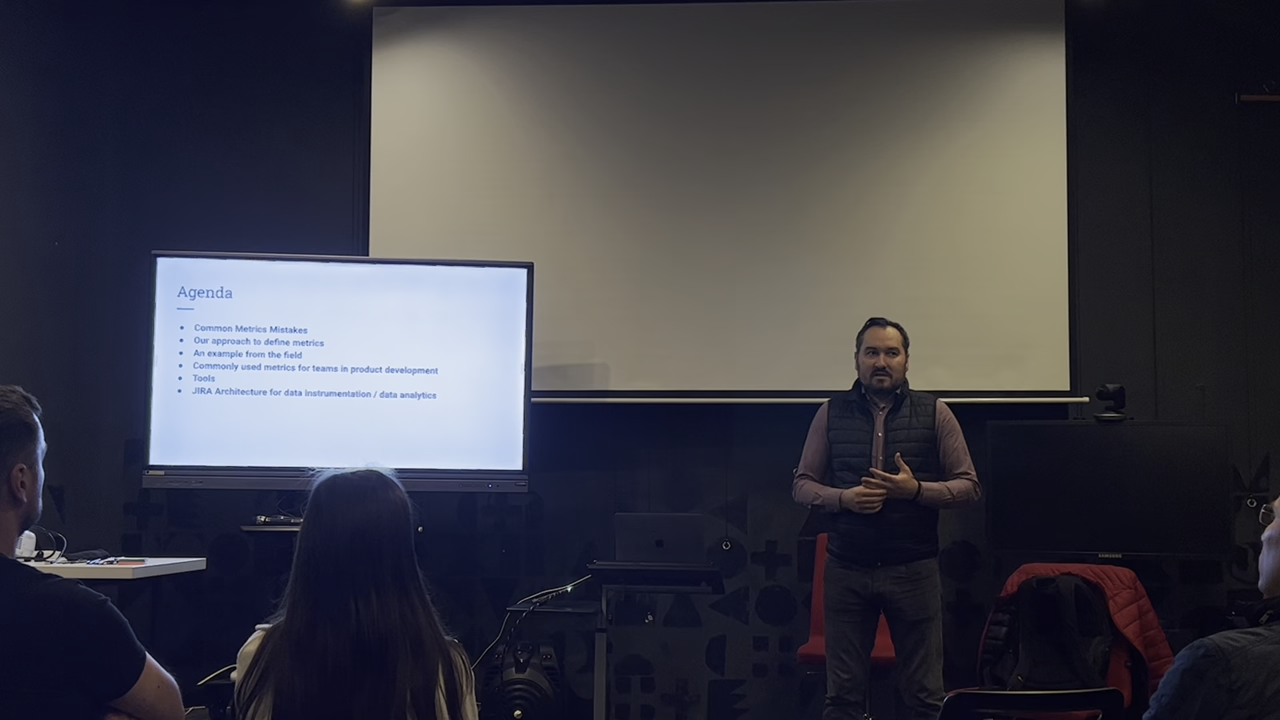 Agenda
• Common Metrics Mistakes
• Our approach to define metrics
• An example from the field
• Commonly used metrics for teams in product development
• Tools
• JIRA Architecture for data instrumentation / data analytics
SAMSUNG